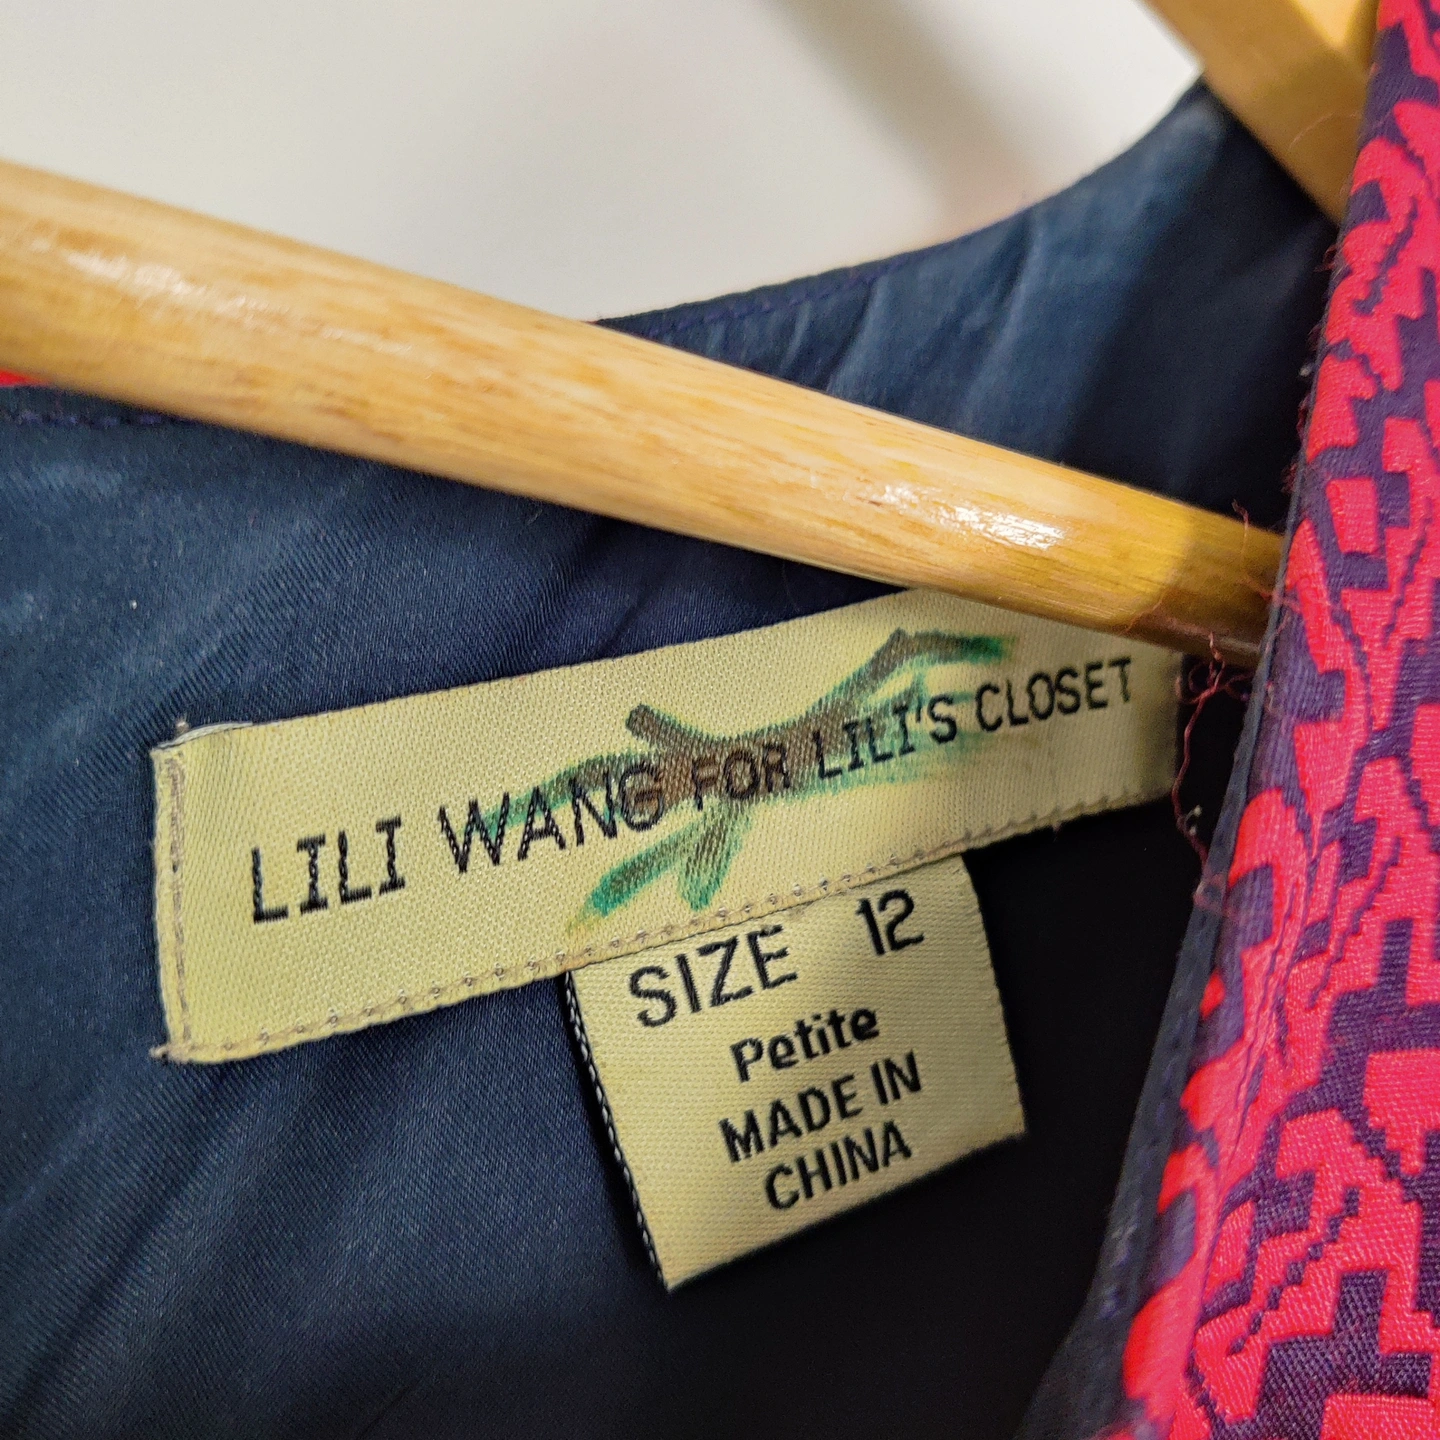 LILI WANG FOR LILI'S CLOSET
SIZE 12
Petite
MADE IN
CHINA